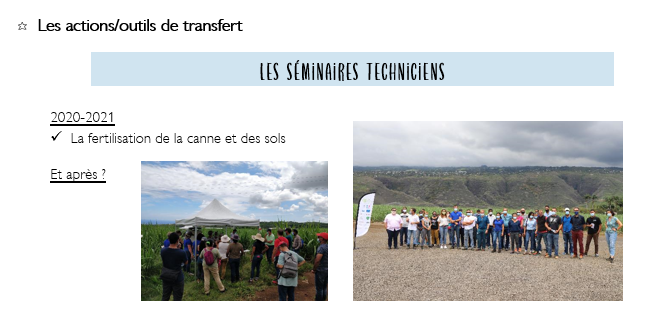 Les actions/outils de transfert
LES SÉMINAIRES TECHNICIENS
2020-2021
✓ La fertilisation de la canne et des sols
Et après ?